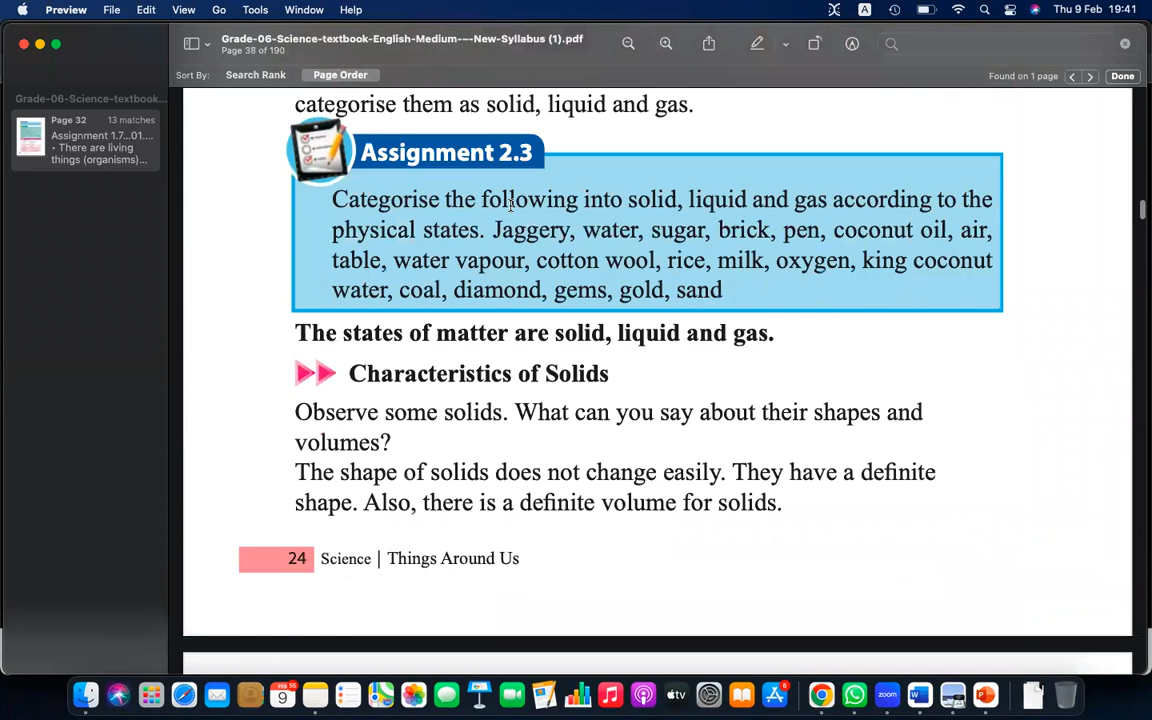 Preview File Edit View Go Tools Window Help A Thu 9 Feb 19:41
Grade-06-Science-textbook-English-Medium---New-Syllabus (1).pdf
Page 38 of 190
Sort By: Search Rank Page Order Found on 1 page Done
Grade-06-Science-textbook...
Page 32 13 matches
Assignment 1.7...01....
• There are living
things (organisms)...
categorise them as solid, liquid and gas.
Assignment 2.3
Categorise the following into solid, liquid and gas according to the
physical states. Jaggery, water, sugar, brick, pen, coconut oil, air,
table, water vapour, cotton wool, rice, milk, oxygen, king coconut
water, coal, diamond, gems, gold, sand
The states of matter are solid, liquid and gas.
Characteristics of Solids
Observe some solids. What can you say about their shapes and
volumes?
The shape of solids does not change easily. They have a definite
shape. Also, there is a definite volume for solids.
24 Science | Things Around Us
FEB
9
tv
zoom
W
P